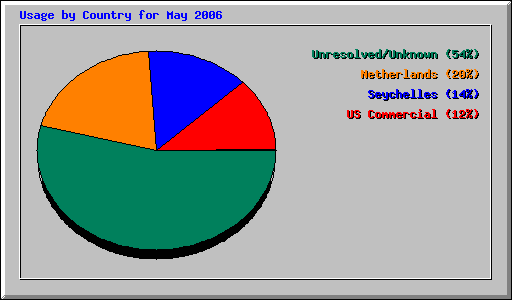 Usage by Country for May 2006
Unresolved/Unknown (54%)
Netherlands (20%)
Seychelles (14%)
US Commercial (12%)